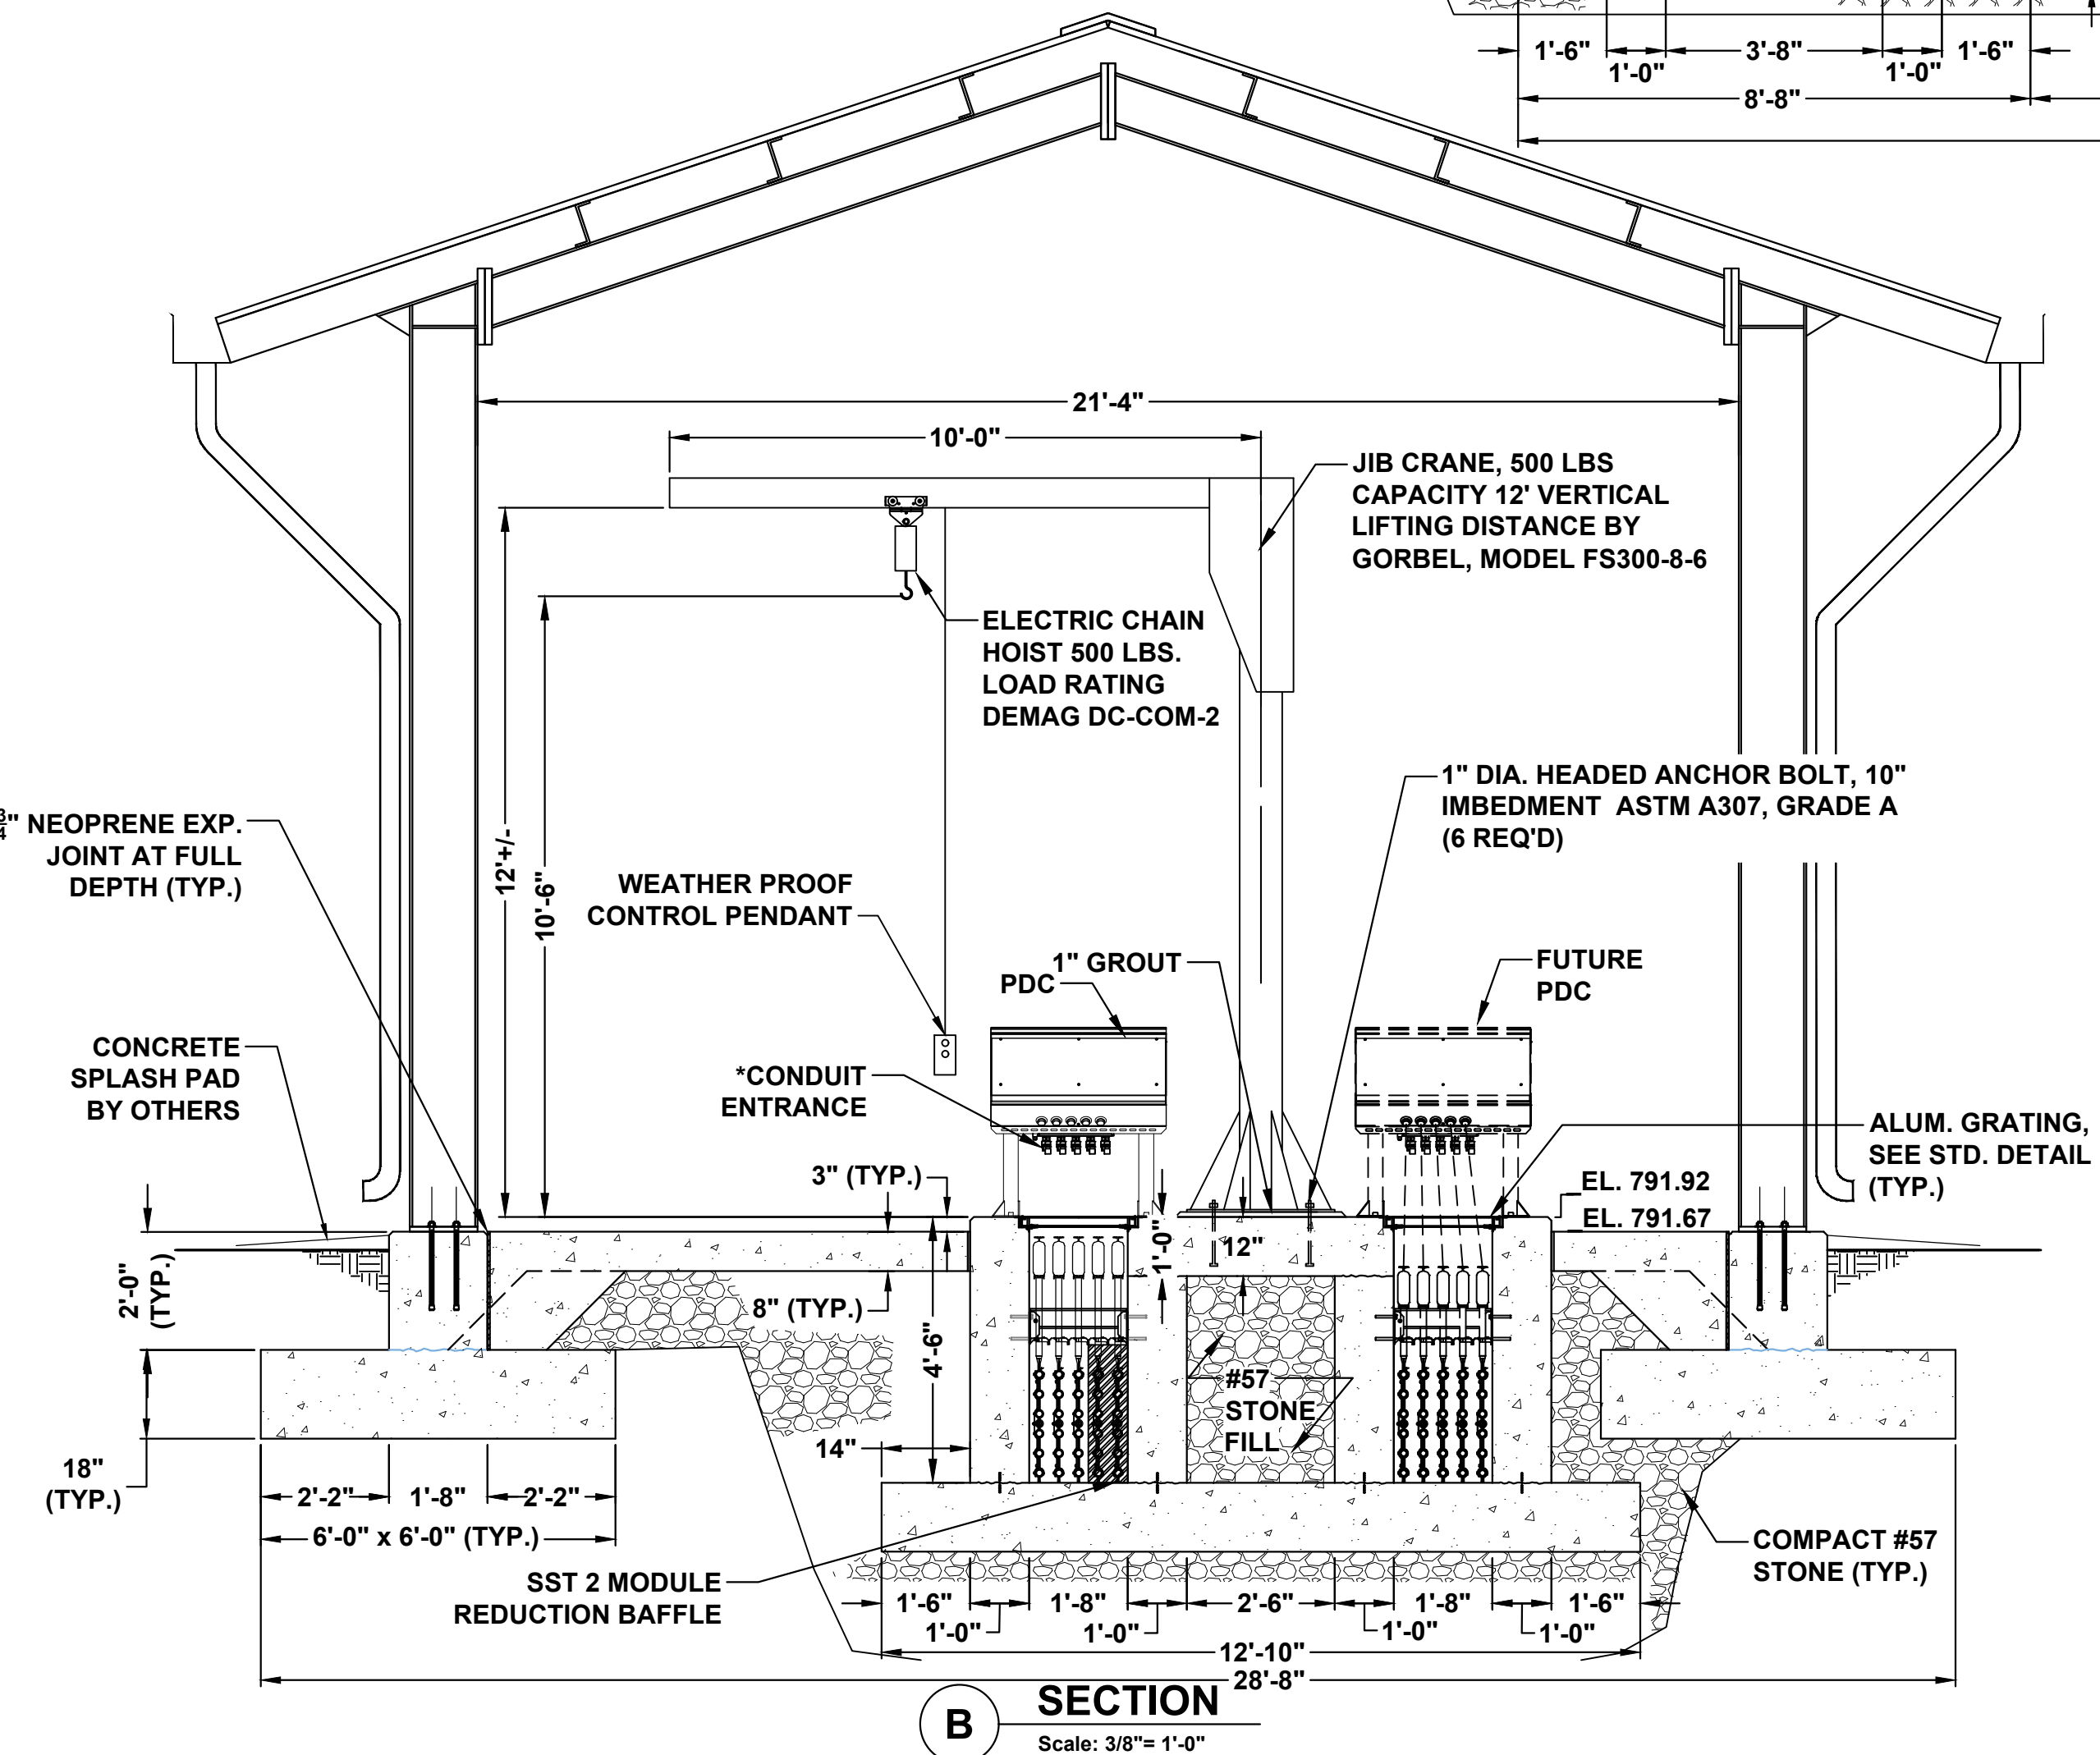 1'-6"
3'-8"
1'-6"
1'-0"
1'-0"
8'-8"
21'-4"
10'-0"
JIB CRANE, 500 LBS
CAPACITY 12' VERTICAL
LIFTING DISTANCE BY
GORBEL, MODEL FS300-8-6
ELECTRIC CHAIN
HOIST 500 LBS.
LOAD RATING
DEMAG DC-COM-2
1" DIA. HEADED ANCHOR BOLT, 10"
IMBEDMENT ASTM A307, GRADE A
(6 REQ'D)
3/4" NEOPRENE EXP.
JOINT AT FULL
DEPTH (TYP.)
12'+/-
10'-6"
WEATHER PROOF
CONTROL PENDANT
1" GROUT
PDC
FUTURE
PDC
CONCRETE
SPLASH PAD
BY OTHERS
*CONDUIT
ENTRANCE
ALUM. GRATING,
SEE STD. DETAIL
(TYP.)
3" (TYP.)
EL. 791.92
EL. 791.67
2'-0"
(TYP.)
1'-0"
12"
8" (TYP.)
4'-6"
#57
STONE
FILL
14"
18"
(TYP.)
2'-2"
1'-8"
2'-2"
6'-0" x 6'-0" (TYP.)
COMPACT #57
STONE (TYP.)
SST 2 MODULE
REDUCTION BAFFLE
1'-6"
1'-8"
2'-6"
1'-8"
1'-6"
1'-0"
1'-0"
1'-0"
1'-0"
12'-10"
28'-8"
B
SECTION
Scale: 3/8"= 1'-0"